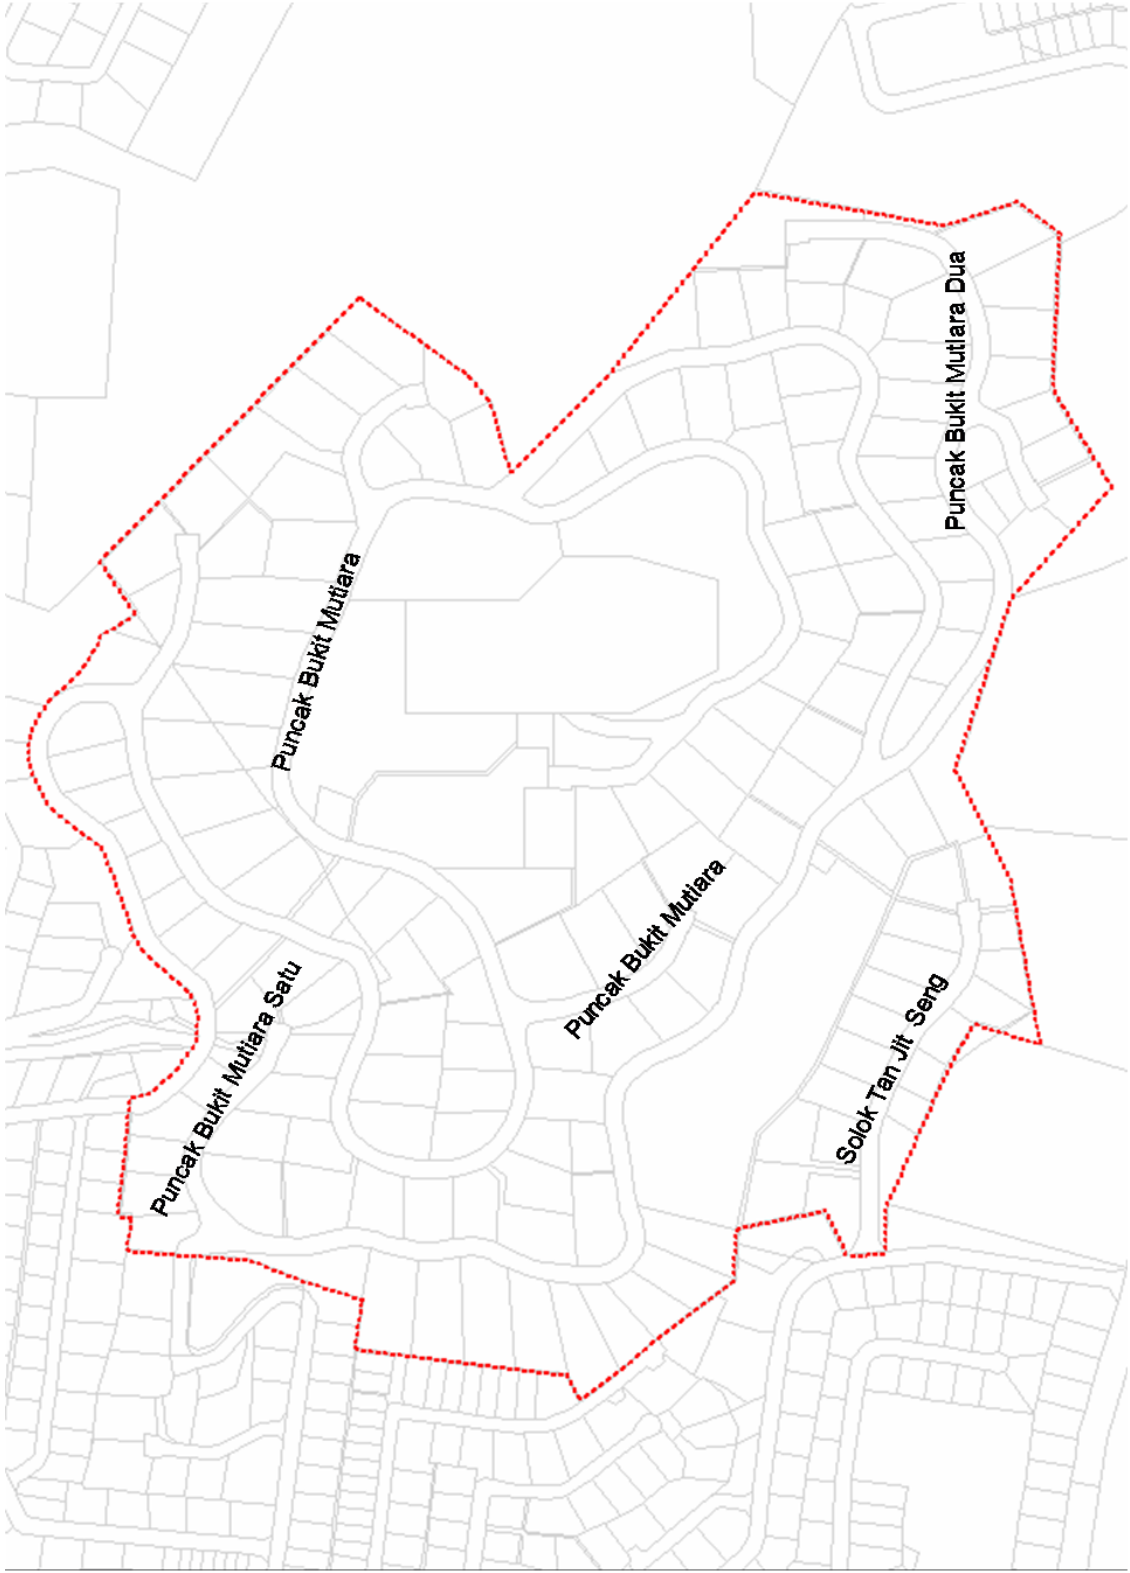 Puncak Bukit Mutiara Dua
Puncak Bukit Mutiara
Puncak Bukit Mutiara
Puncak Bukit Mutiara Satu
Solok Tan Jit Seng